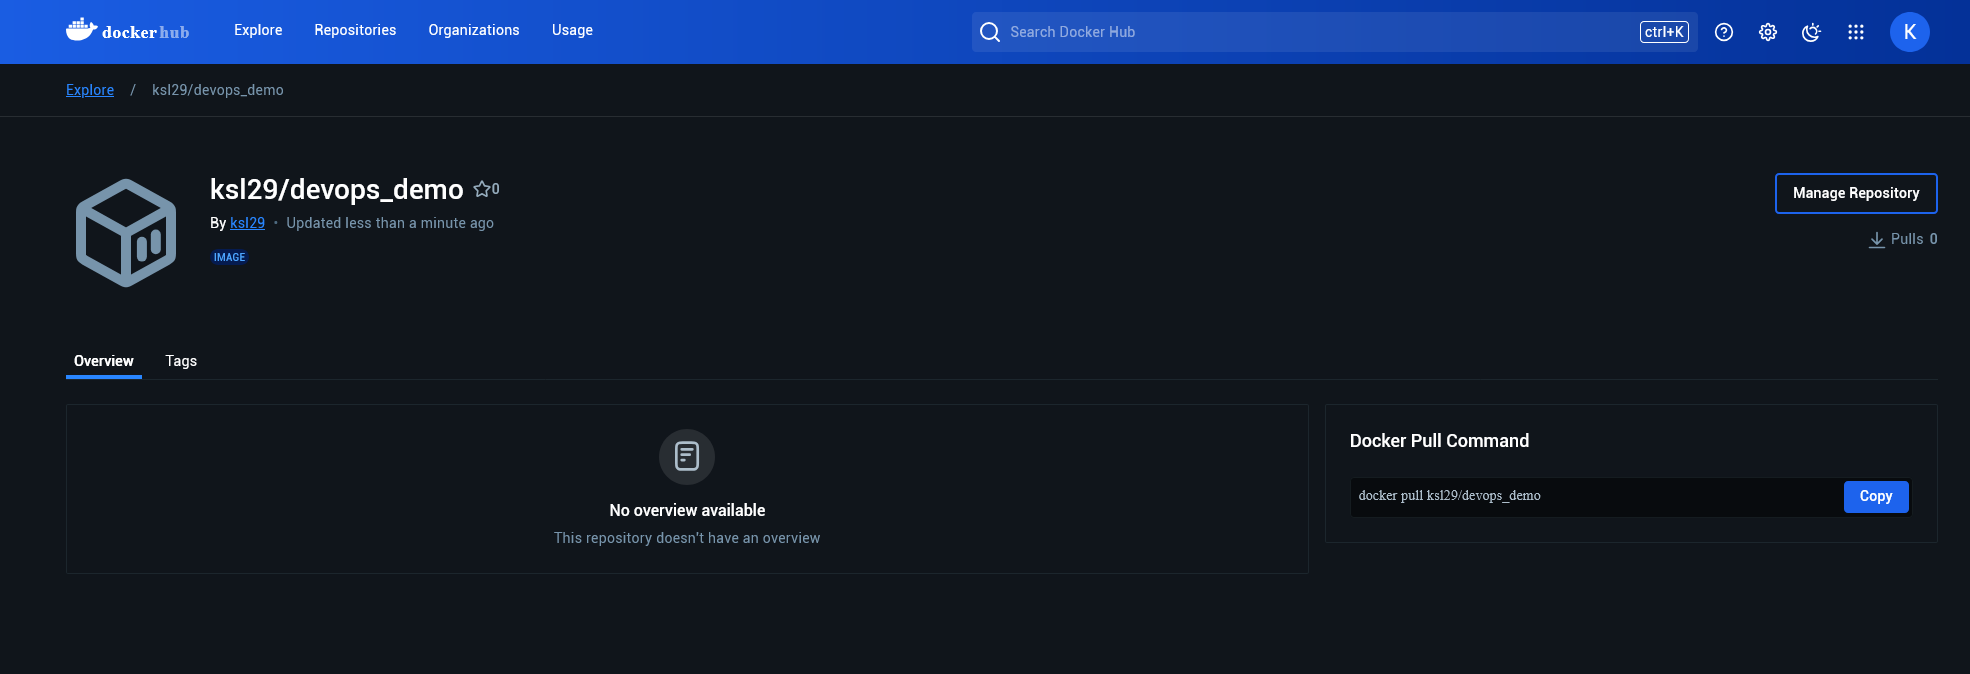 docker hub Explore Repositories Organizations Usage Search Docker Hub ctrl+K K
Explore / ksl29/devops_demo
ksl29/devops_demo 0
Manage Repository
By ksl29 • Updated less than a minute ago
Pulls 0
IMAGE
Overview Tags
Docker Pull Command
docker pull ksl29/devops_demo Copy
No overview available
This repository doesn't have an overview